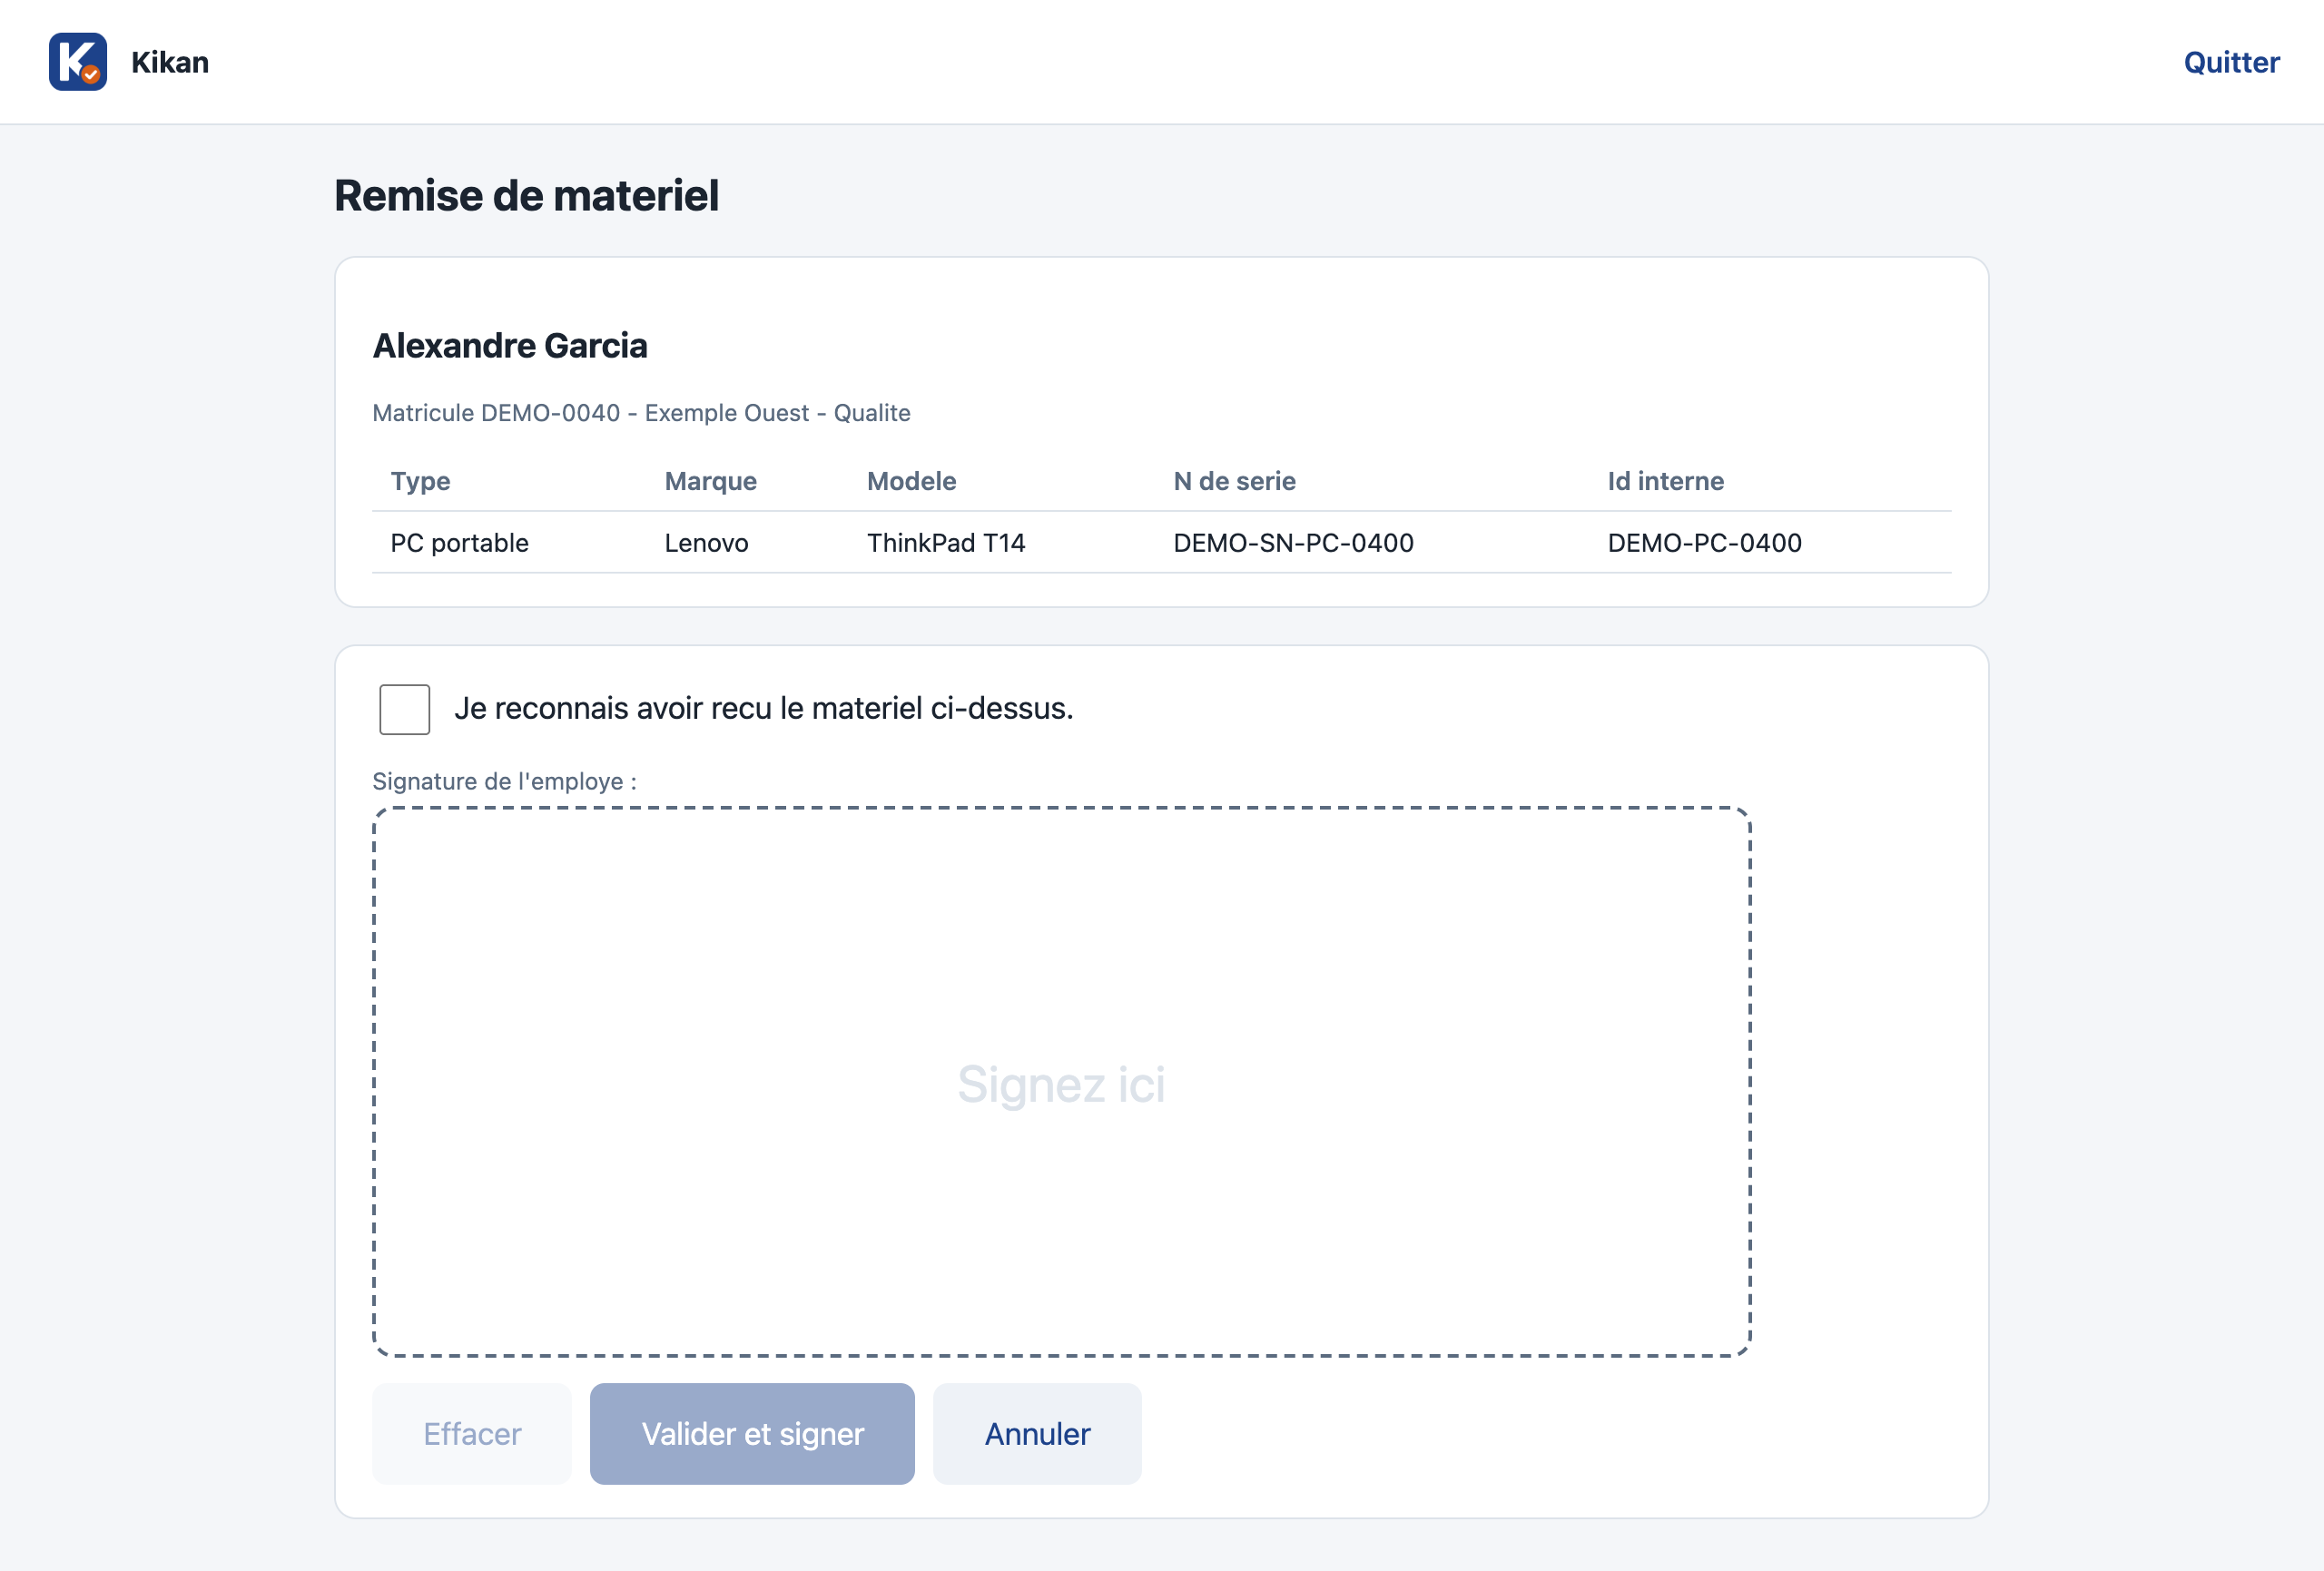 Kikan
Quitter
Remise de materiel
Alexandre Garcia
Matricule DEMO-0040 - Exemple Ouest - Qualite
Type Marque Modele N de serie Id interne
PC portable Lenovo ThinkPad T14 DEMO-SN-PC-0400 DEMO-PC-0400
Je reconnais avoir recu le materiel ci-dessus.
Signature de l'employe :
Signez ici
Effacer Valider et signer Annuler